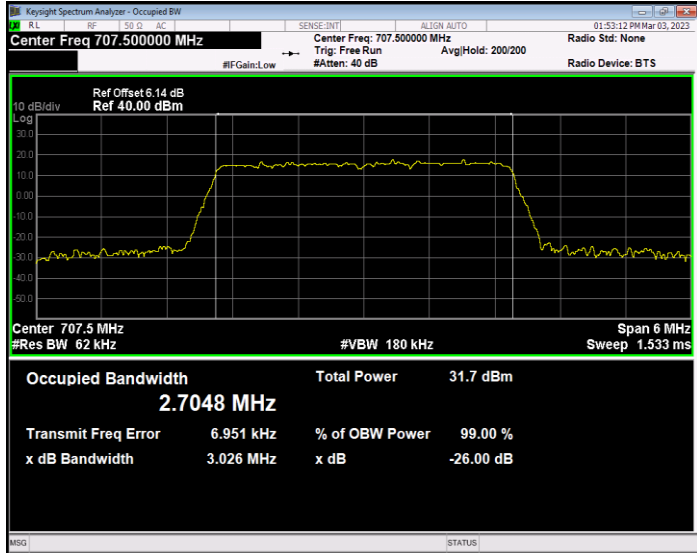 Keysight Spectrum Analyzer - Occupied BW
RL RF 50 Ω AC SENSE:INT ALIGN AUTO 01:53:12 PM Mar 03, 2023
Center Freq 707.500000 MHz Center Freq: 707.500000 MHz Radio Std: None
Trig: Free Run Avg|Hold: 200/200
#IFGain:Low #Atten: 40 dB Radio Device: BTS
Ref Offset 6.14 dB
10 dB/div Ref 40.00 dBm
Log
30.0
20.0
10.0
0.00
-10.0
-20.0
-30.0
-40.0
-50.0
Center 707.5 MHz Span 6 MHz
#Res BW 62 kHz #VBW 180 kHz Sweep 1.533 ms
Occupied Bandwidth Total Power 31.7 dBm
2.7048 MHz
Transmit Freq Error 6.951 kHz % of OBW Power 99.00 %
x dB Bandwidth 3.026 MHz x dB -26.00 dB
MSG STATUS